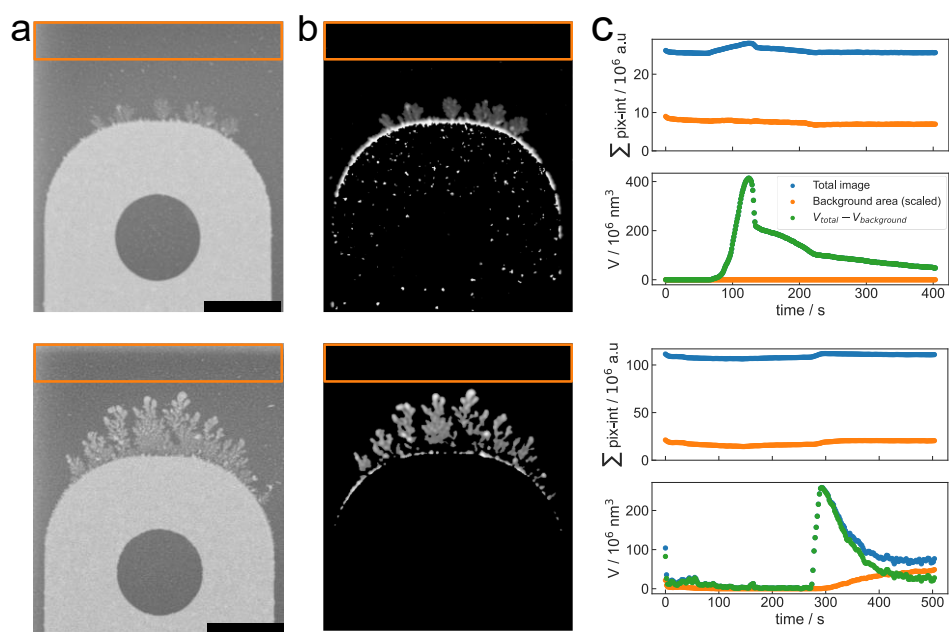 a
b
c
∑ pix-int / 10⁶ a.u
20
10
0
V / 10⁶ nm³
400
200
0
Total image
Background area (scaled)
V_total − V_background
0 100 200 300 400
time / s
∑ pix-int / 10⁶ a.u
100
50
0
V / 10⁶ nm³
200
100
0
0 100 200 300 400 500
time / s